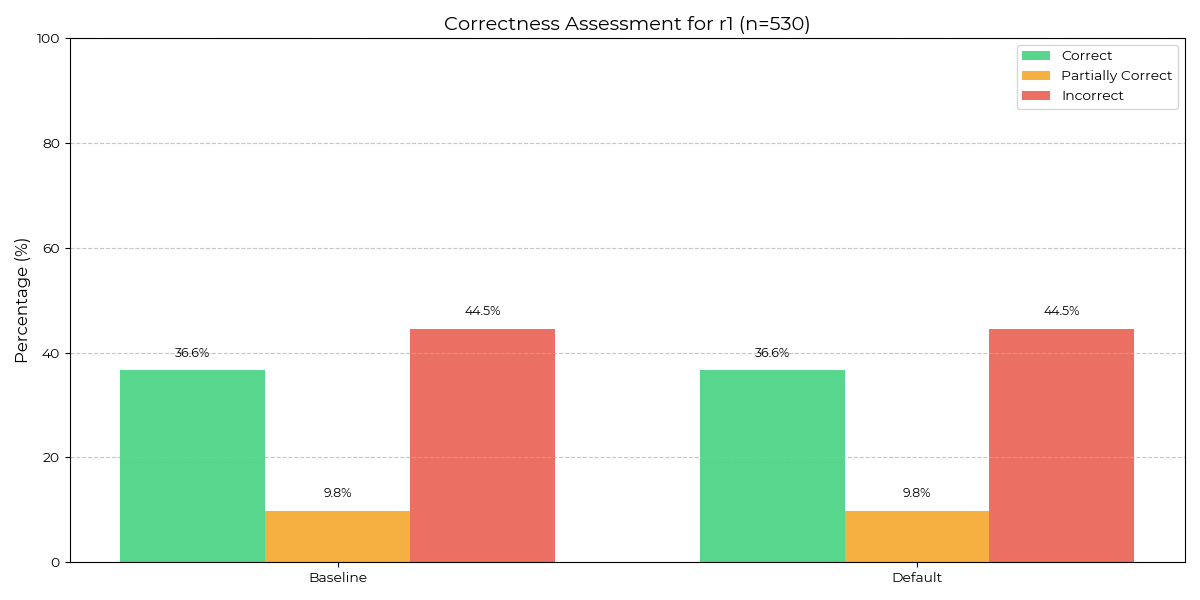 Correctness Assessment for r1 (n=530)
100
80
60
40
20
0
Percentage (%)
Correct
Partially Correct
Incorrect
36.6%
9.8%
44.5%
36.6%
9.8%
44.5%
Baseline
Default